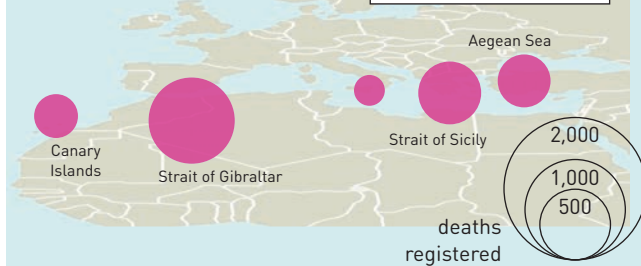 Aegean Sea
Canary
Islands
Strait of Gibraltar
Strait of Sicily
2,000
1,000
500
deaths
registered